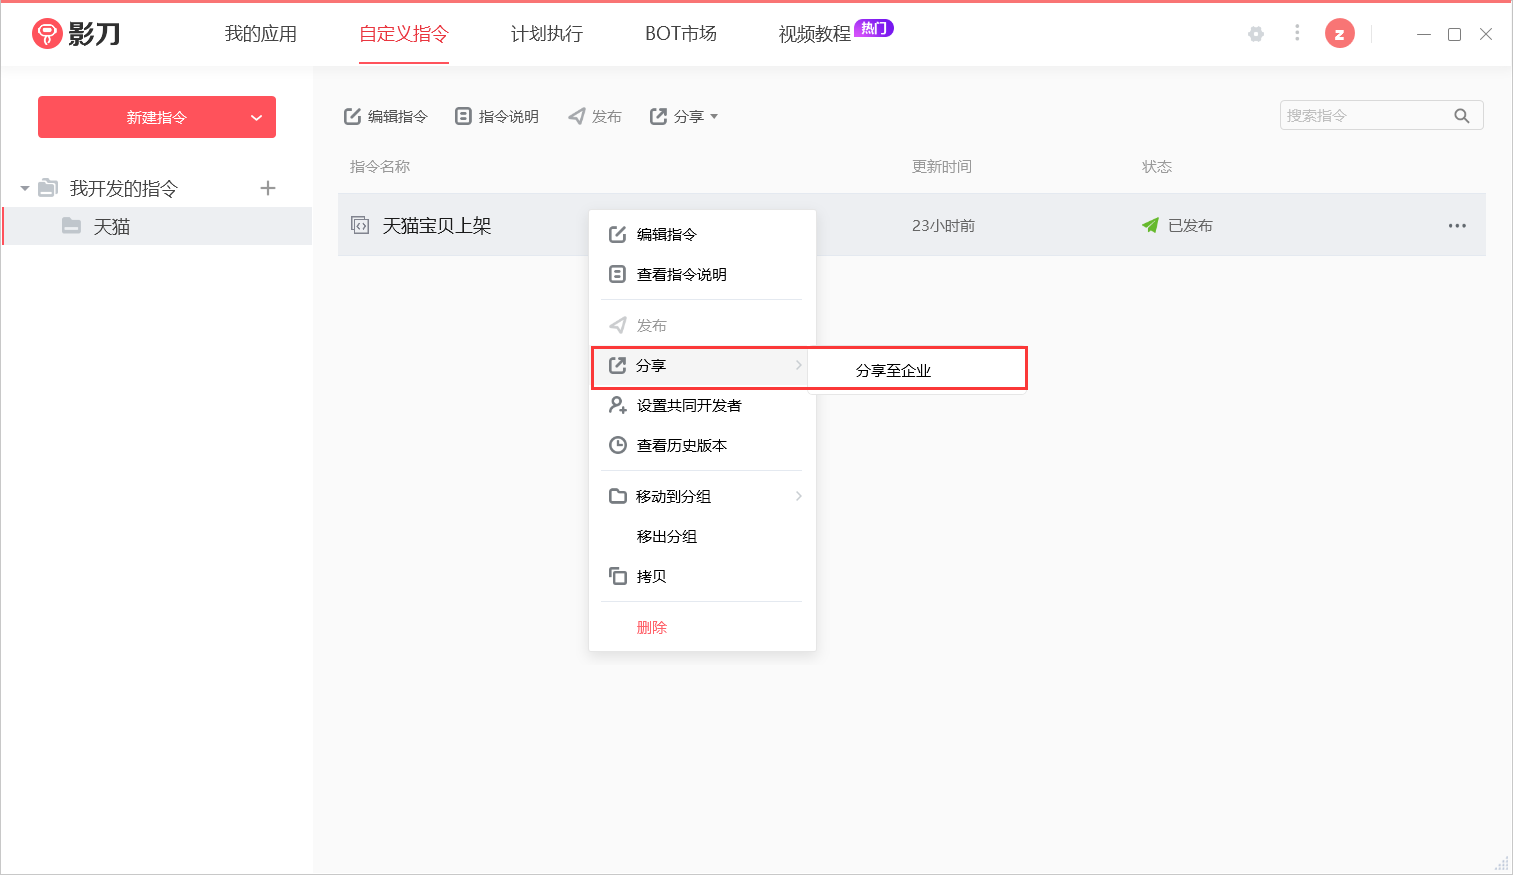 影刀 我的应用 自定义指令 计划执行 BOT市场 视频教程 热门 z
新建指令
编辑指令 指令说明 发布 分享 搜索指令
指令名称 更新时间 状态
我开发的指令
天猫
天猫宝贝上架 23小时前 已发布
编辑指令
查看指令说明
发布
分享 分享至企业
设置共同开发者
查看历史版本
移动到分组
移出分组
拷贝
删除